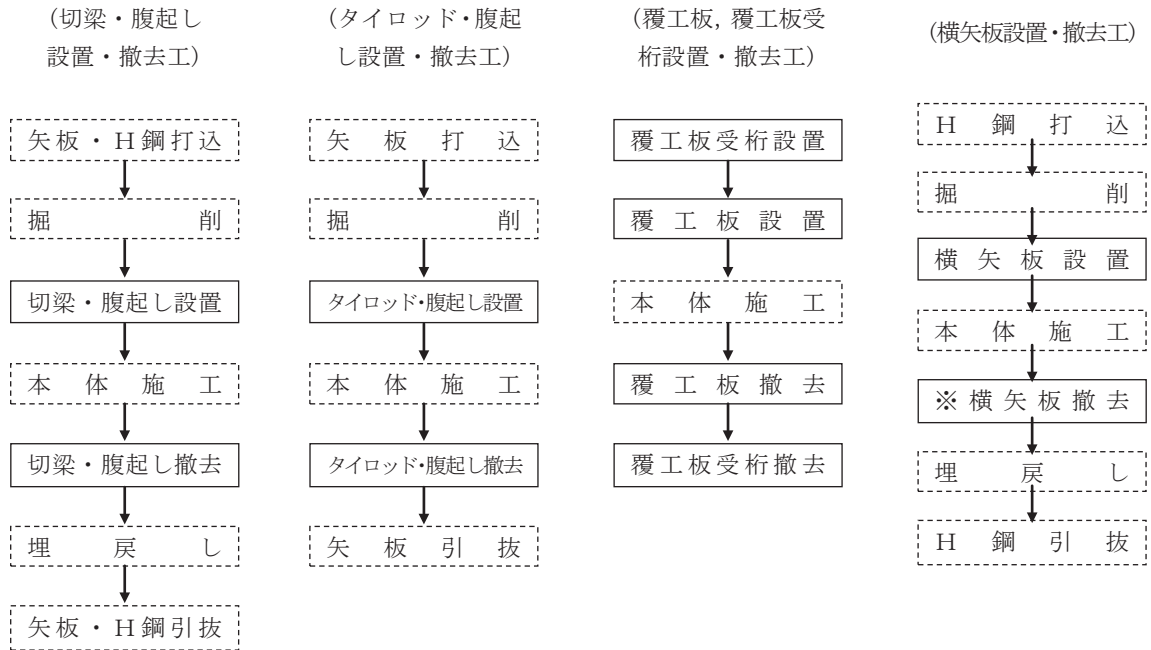 (切梁・腹起し
設置・撤去工)
矢板・H鋼打込
掘削
切梁・腹起し設置
本体施工
切梁・腹起し撤去
埋戻し
矢板・H鋼引抜
(タイロッド・腹起
し設置・撤去工)
矢板打込
掘削
タイロッド・腹起し設置
本体施工
タイロッド・腹起し撤去
矢板引抜
(覆工板,覆工板受
桁設置・撤去工)
覆工板受桁設置
覆工板設置
本体施工
覆工板撤去
覆工板受桁撤去
(横矢板設置・撤去工)
H鋼打込
掘削
横矢板設置
本体施工
※横矢板撤去
埋戻し
H鋼引抜